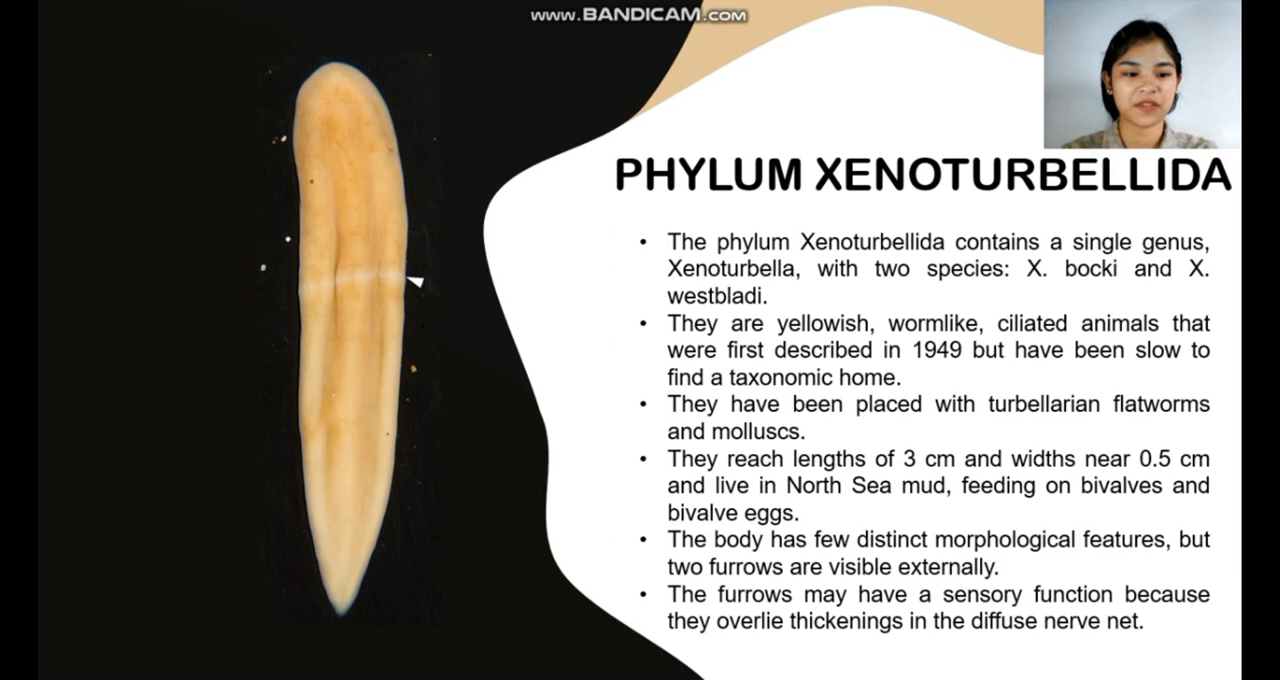 www.BANDICAM.com
PHYLUM XENOTURBELLIDA
• The phylum Xenoturbellida contains a single genus,
Xenoturbella, with two species: X. bocki and X.
westbladi.
• They are yellowish, wormlike, ciliated animals that
were first described in 1949 but have been slow to
find a taxonomic home.
• They have been placed with turbellarian flatworms
and molluscs.
• They reach lengths of 3 cm and widths near 0.5 cm
and live in North Sea mud, feeding on bivalves and
bivalve eggs.
• The body has few distinct morphological features, but
two furrows are visible externally.
• The furrows may have a sensory function because
they overlie thickenings in the diffuse nerve net.